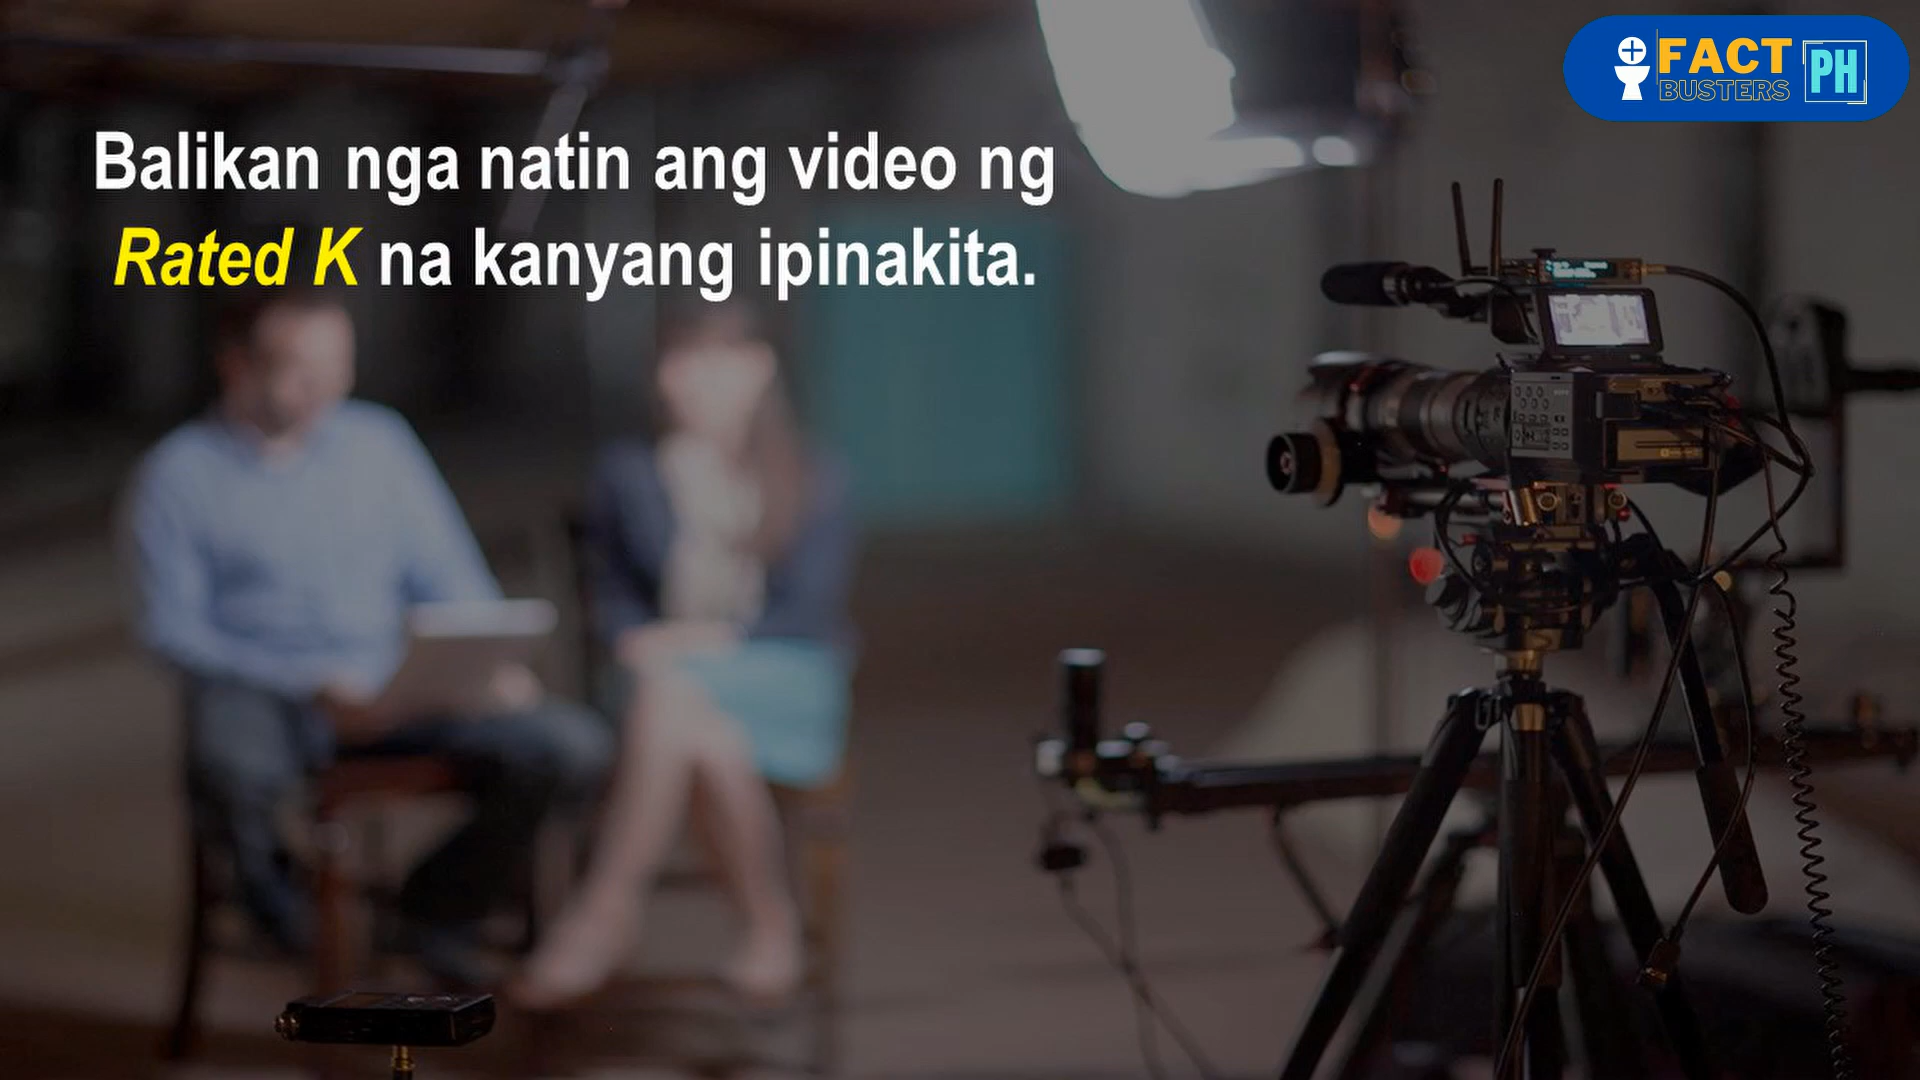 FACT
BUSTERS
PH
Balikan nga natin ang video ng
Rated K na kanyang ipinakita.